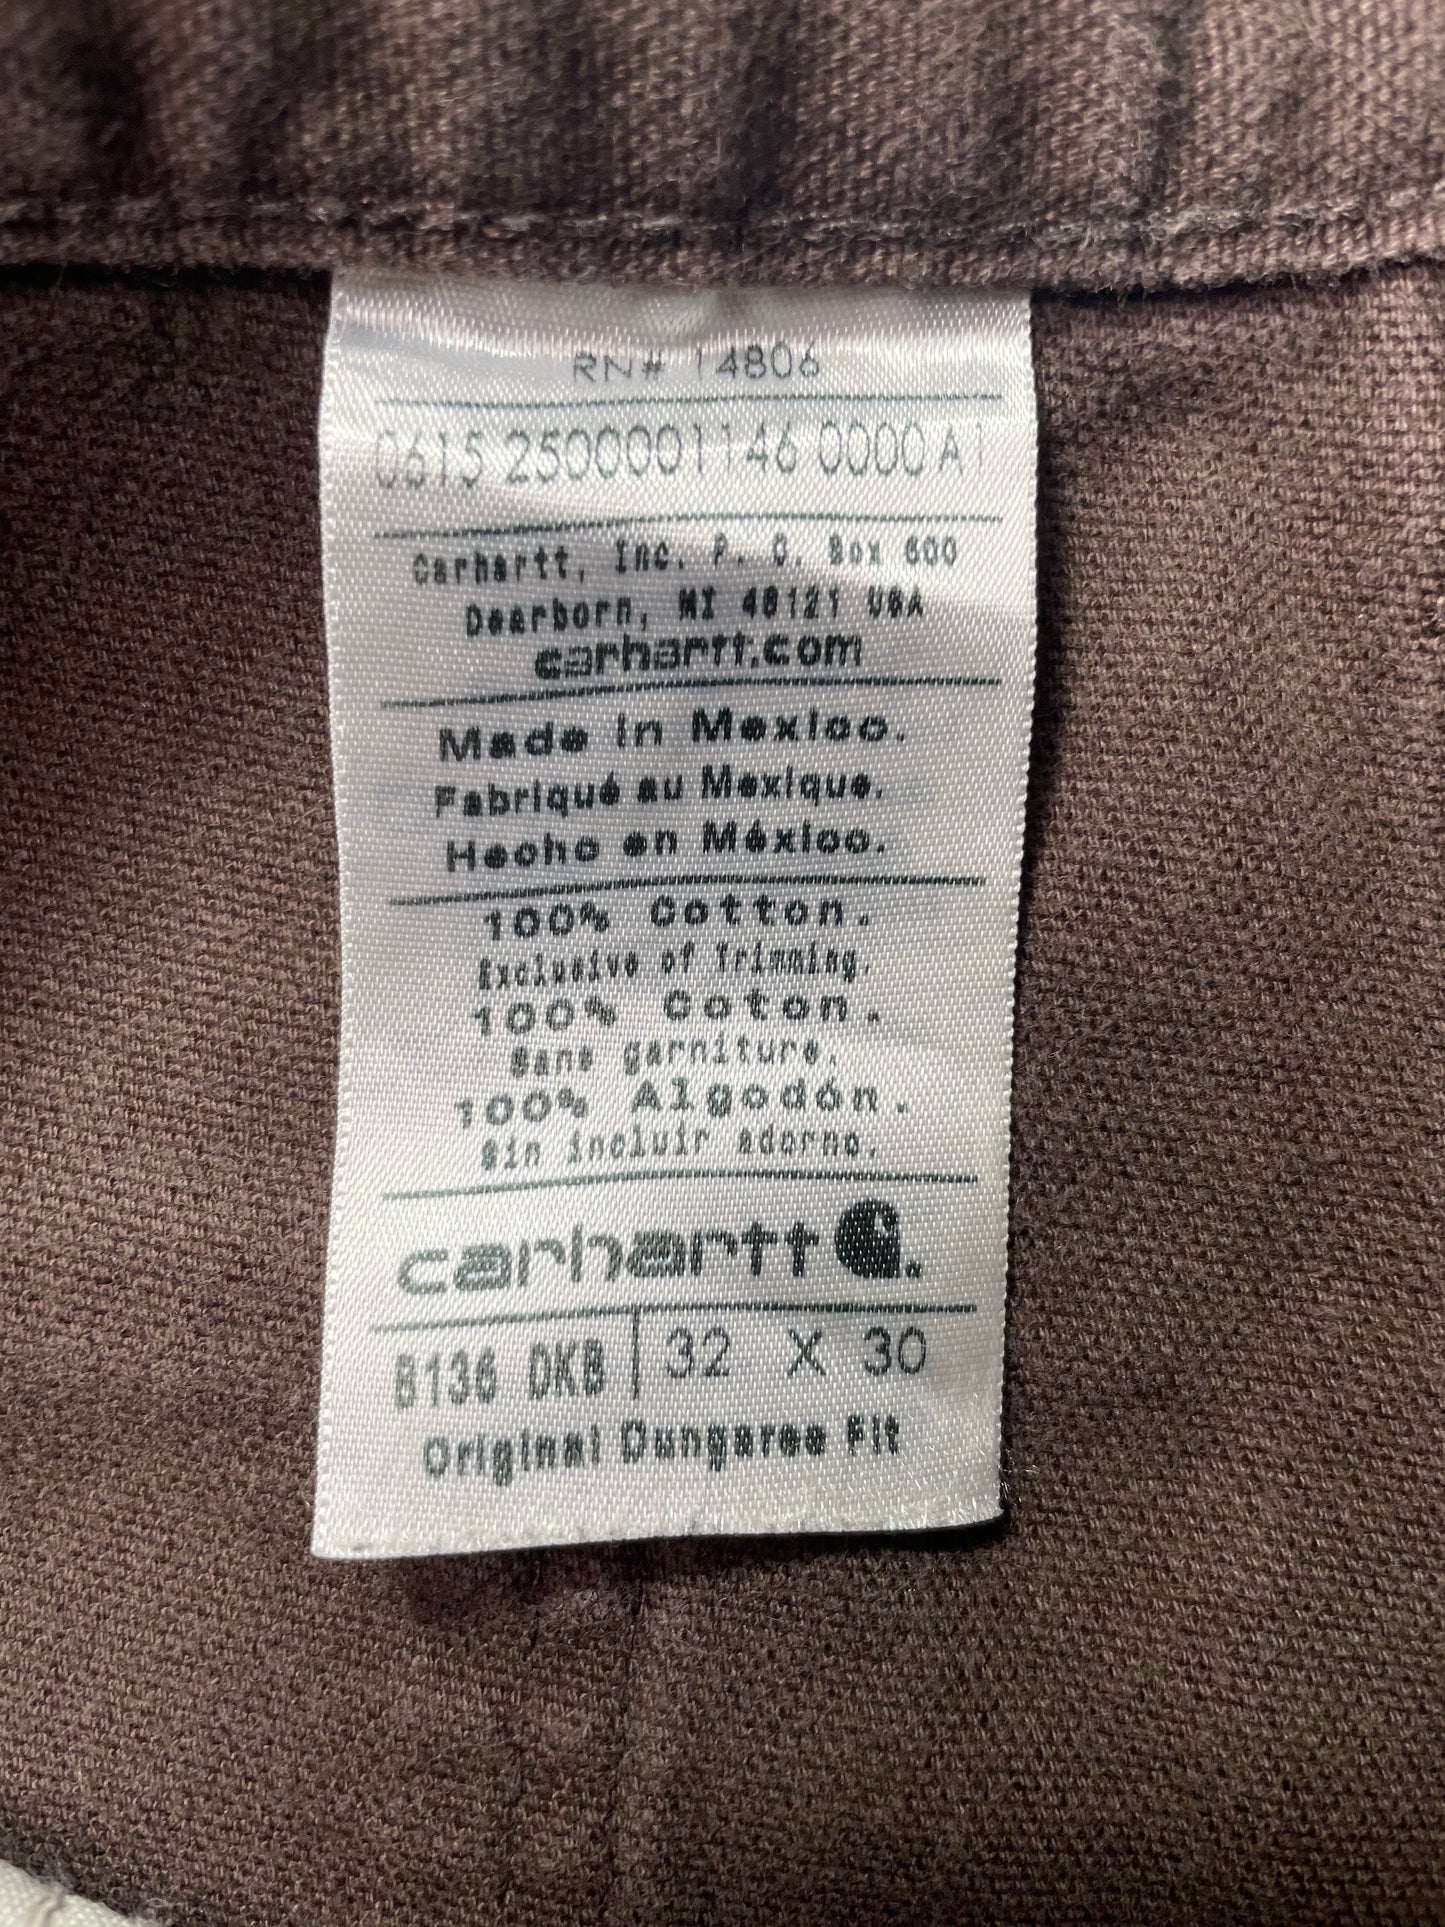 RN# 14806
0615 2500001146 0000 A1
Carhartt, Inc. P. O. Box 600
Dearborn, MI 48121 USA
carhartt.com
Made in Mexico.
Fabriqué au Mexique.
Hecho en México.
100% Cotton.
Exclusive of Trimming.
100% Coton.
Sans garniture.
100% Algodón.
Sin incluir adorno.
carhartt
B136 DKB | 32 X 30
Original Dungaree Fit